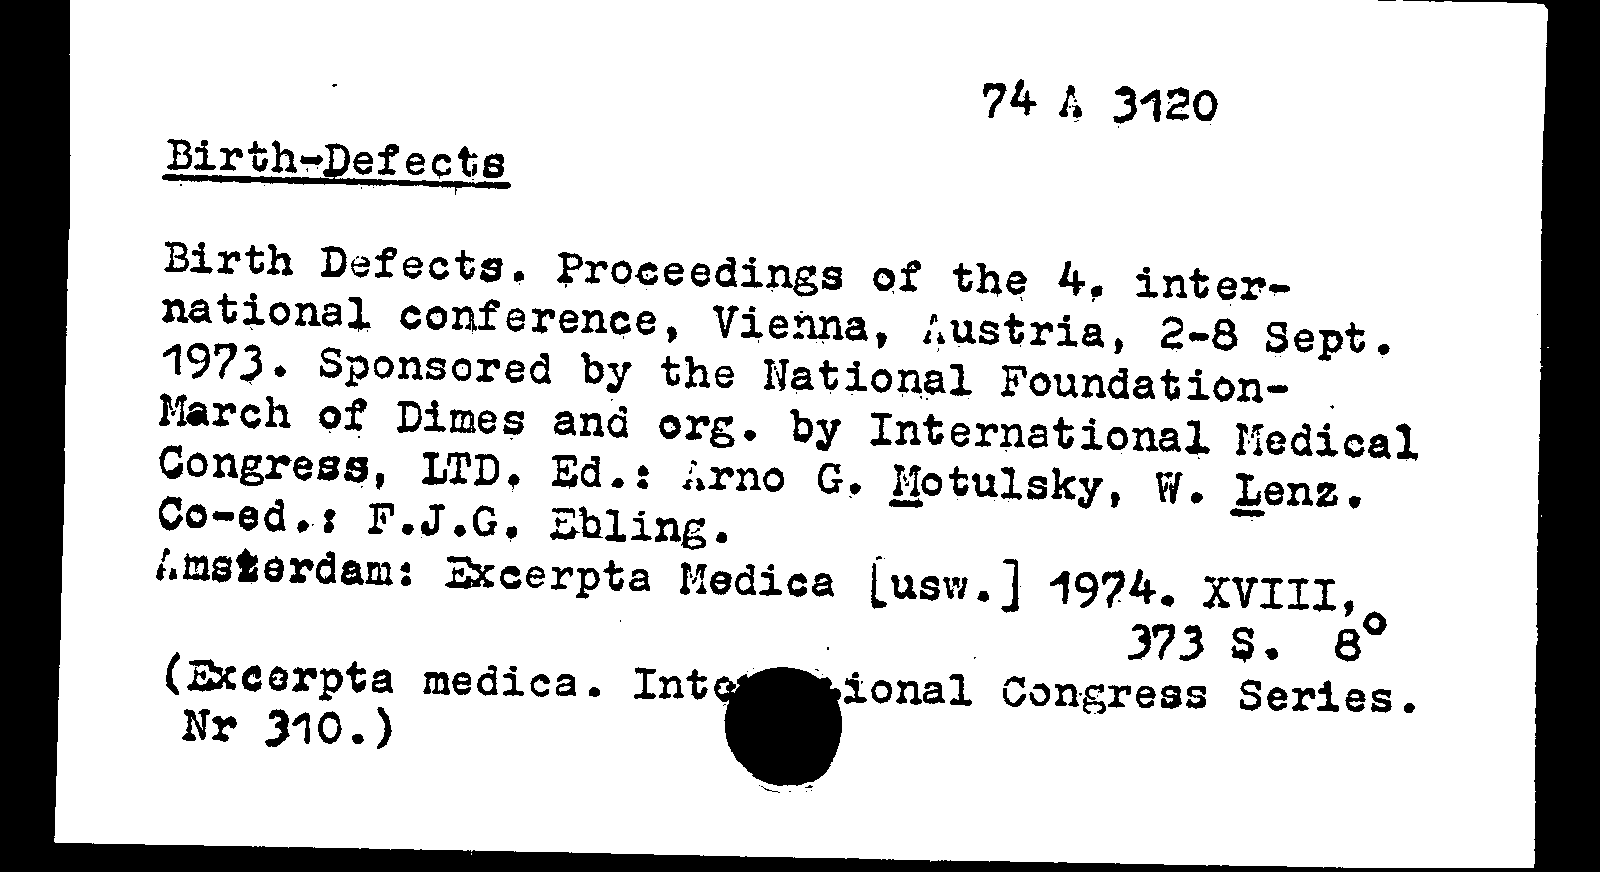 74 A 3120
Birth-Defects
Birth Defects. Proceedings of the 4. inter-
national conference, Vienna, Austria, 2-8 Sept.
1973. Sponsored by the National Foundation-
March of Dimes and org. by International Medical
Congress, LTD. Ed.: Arno G. Motulsky, W. Lenz.
Co-ed.: F.J.G. Ebling.
Amsterdam: Excerpta Medica [usw.] 1974. XVIII,
373 S. 8°
(Excerpta medica. International Congress Series.
Nr 310.)